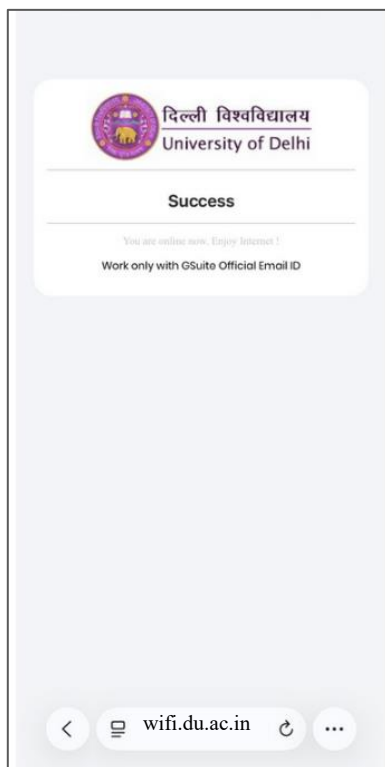 दिल्ली विश्वविद्यालय
University of Delhi
Success
You are online now, Enjoy Internet !
Work only with GSuite Official Email ID
wifi.du.ac.in